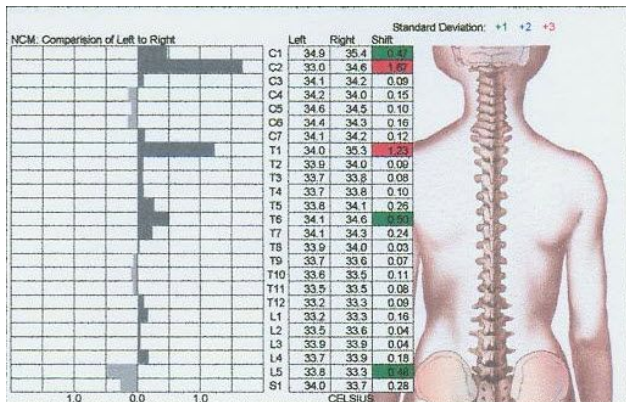 Standard Deviation: +1 +2 +3
NCM: Comparision of Left to Right Left Right Shift
C1 34.9 35.4 0.47
C2 33.0 34.6 1.67
C3 34.1 34.2 0.09
C4 34.2 34.0 0.15
C5 34.6 34.5 0.10
C6 34.4 34.3 0.16
C7 34.1 34.2 0.12
T1 34.0 35.3 1.23
T2 33.9 34.0 0.09
T3 33.7 33.8 0.08
T4 33.7 33.8 0.10
T5 33.8 34.1 0.26
T6 34.1 34.6 0.50
T7 34.1 34.3 0.24
T8 33.9 34.0 0.03
T9 33.7 33.6 0.07
T10 33.6 33.5 0.11
T11 33.5 33.5 0.08
T12 33.2 33.3 0.09
L1 33.2 33.3 0.16
L2 33.5 33.6 0.04
L3 33.9 33.9 0.04
L4 33.7 33.9 0.18
L5 33.8 33.3 0.48
S1 34.0 33.7 0.28
1.0 0.0 1.0 CELSIUS